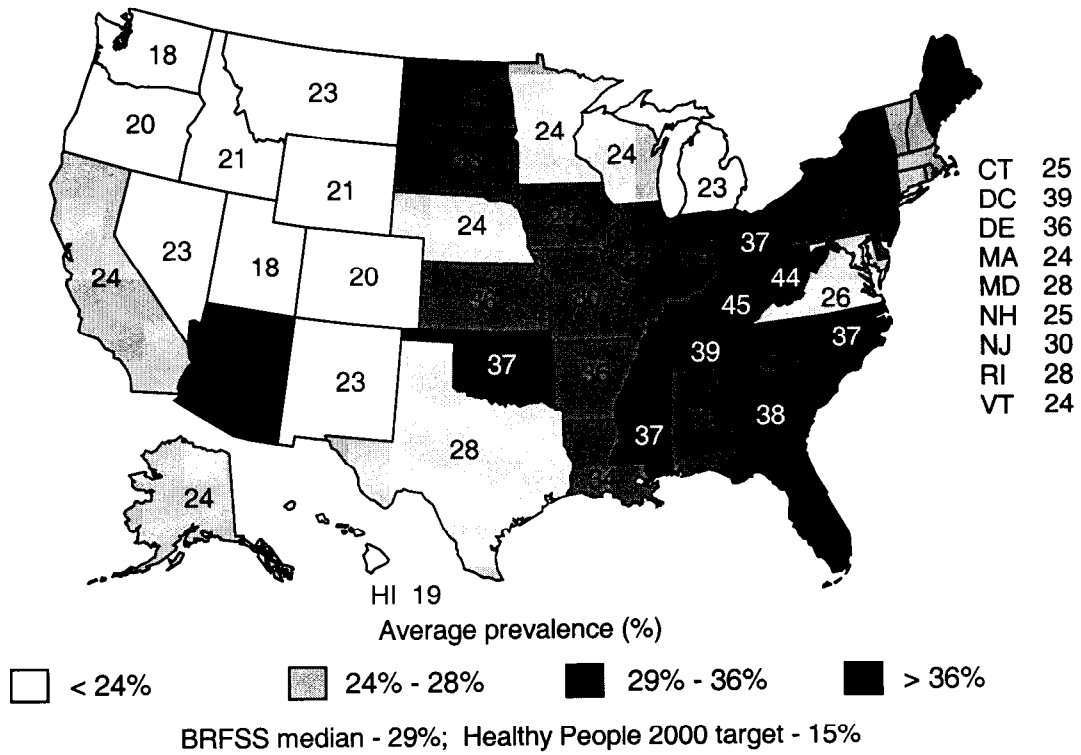 18
23
20
21
24
24
23
21
24
CT 25
DC 39
DE 36
MA 24
MD 28
NH 25
NJ 30
RI 28
VT 24
23
18
20
24
37
44
45
26
37
39
23
37
38
28
37
24
HI 19
Average prevalence (%)
< 24%
24% - 28%
29% - 36%
> 36%
BRFSS median - 29%; Healthy People 2000 target - 15%